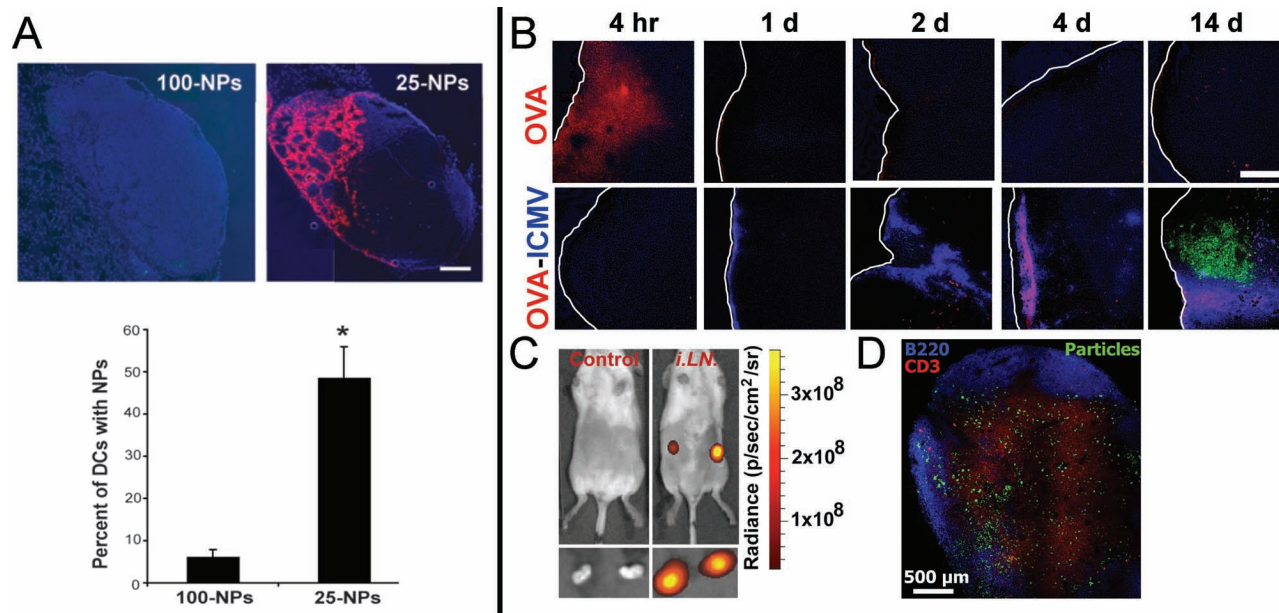 A
100-NPs
25-NPs
Percent of DCs with NPs
60
50
40
30
20
10
0
*
100-NPs
25-NPs
B
4 hr
1 d
2 d
4 d
14 d
OVA
OVA-ICMV
C
Control
i.LN.
Radiance (p/sec/cm²/sr)
3x10⁸
2x10⁸
1x10⁸
D
B220
Particles
CD3
500 µm